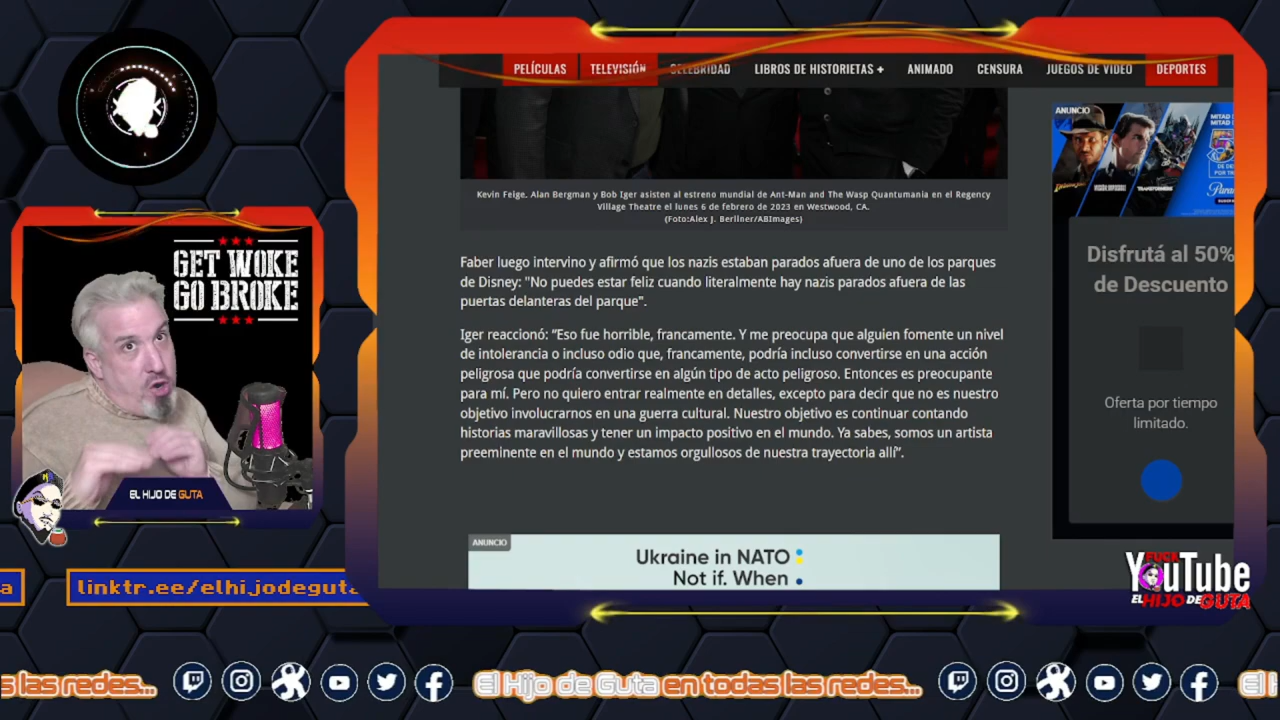 PELÍCULAS TELEVISIÓN CELEBRIDAD LIBROS DE HISTORIETAS + ANIMADO CENSURA JUEGOS DE VIDEO DEPORTES
Kevin Feige, Alan Bergman y Bob Iger asisten al estreno mundial de Ant-Man and The Wasp Quantumania en el Regency
Village Theatre el lunes 6 de febrero de 2023 en Westwood, CA.
(Foto:Alex J. Berliner/ABImages)
Faber luego intervino y afirmó que los nazis estaban parados afuera de uno de los parques
de Disney: "No puedes estar feliz cuando literalmente hay nazis parados afuera de las
puertas delanteras del parque".
Iger reaccionó: “Eso fue horrible, francamente. Y me preocupa que alguien fomente un nivel
de intolerancia o incluso odio que, francamente, podría incluso convertirse en una acción
peligrosa que podría convertirse en algún tipo de acto peligroso. Entonces es preocupante
para mí. Pero no quiero entrar realmente en detalles, excepto para decir que no es nuestro
objetivo involucrarnos en una guerra cultural. Nuestro objetivo es continuar contando
historias maravillosas y tener un impacto positivo en el mundo. Ya sabes, somos un artista
preeminente en el mundo y estamos orgullosos de nuestra trayectoria allí”.
ANUNCIO
Ukraine in NATO
Not if. When
ANUNCIO
MITAD
MITAD
TRANSFORMERS
Disfrutá al 50%
de Descuento
Oferta por tiempo
limitado.
GET WOKE
GO BROKE
EL HIJO DE GUTA
a
linktr.ee/elhijodeguta
FUCK
YouTube
EL HIJO DE GUTA
s las redes...
El Hijo de Guta en todas las redes...
El H